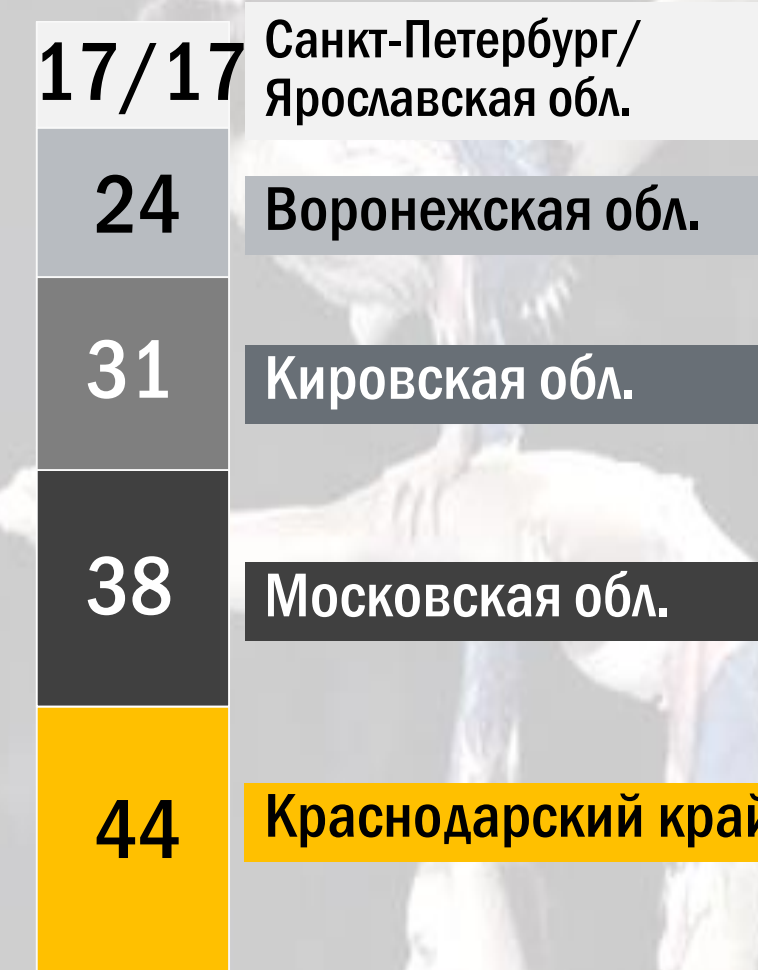 17/17 Санкт-Петербург/
Ярославская обл.
24 Воронежская обл.
31 Кировская обл.
38 Московская обл.
44 Краснодарский край